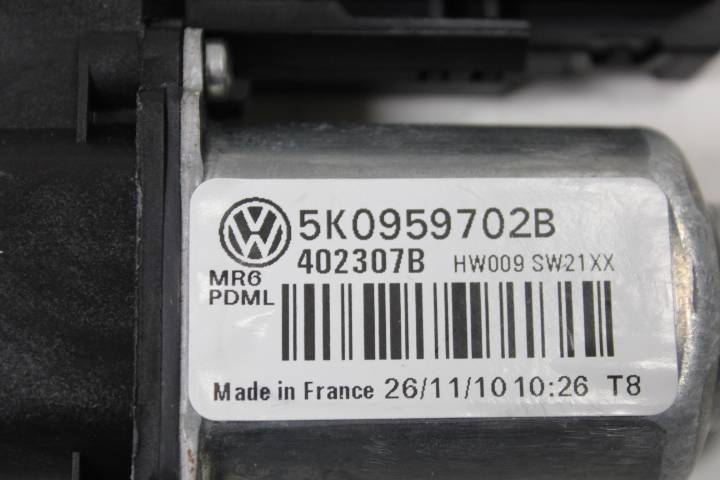 5K0959702B
402307B HW009 SW21XX
MR6
PDML
Made in France 26/11/10 10:26 T8